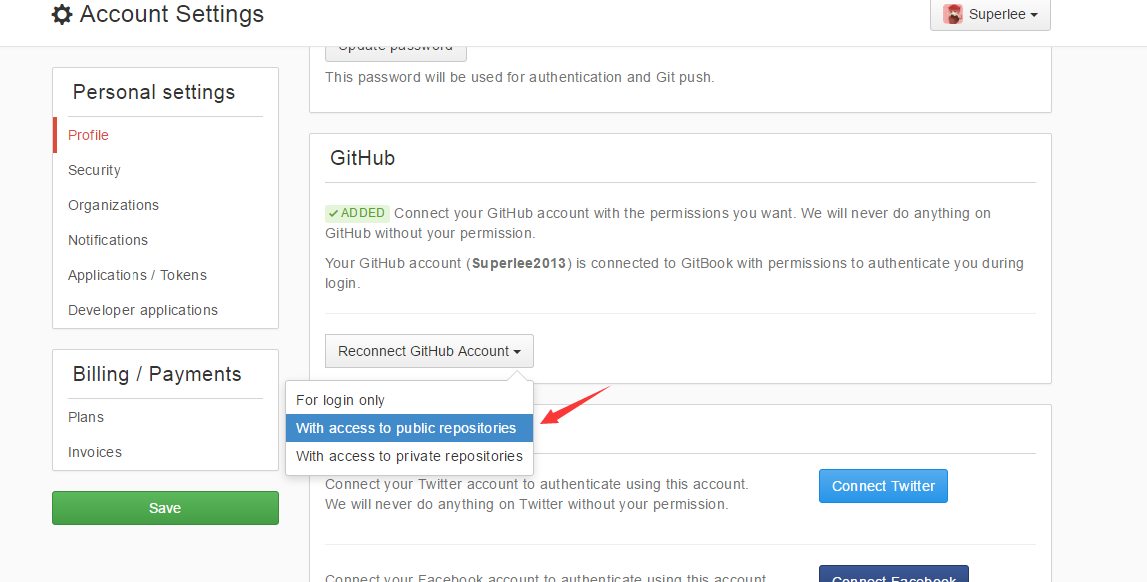 Account Settings
Superlee
Personal settings
Profile
Security
Organizations
Notifications
Applications / Tokens
Developer applications
Billing / Payments
Plans
Invoices
Save
Update password
This password will be used for authentication and Git push.
GitHub
ADDED Connect your GitHub account with the permissions you want. We will never do anything on
GitHub without your permission.
Your GitHub account (Superlee2013) is connected to GitBook with permissions to authenticate you during
login.
Reconnect GitHub Account
For login only
With access to public repositories
With access to private repositories
Connect your Twitter account to authenticate using this account.
We will never do anything on Twitter without your permission.
Connect Twitter
Connect your Facebook account to authenticate using this account.
Connect Facebook